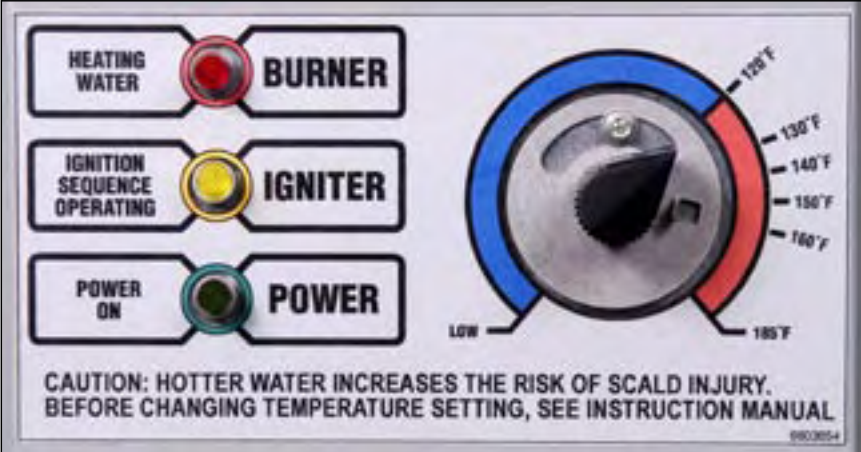 HEATING
WATER
BURNER
IGNITION
SEQUENCE
OPERATING
IGNITER
POWER
ON
POWER
120°F
130°F
140°F
150°F
160°F
LOW
185°F
CAUTION: HOTTER WATER INCREASES THE RISK OF SCALD INJURY.
BEFORE CHANGING TEMPERATURE SETTING, SEE INSTRUCTION MANUAL